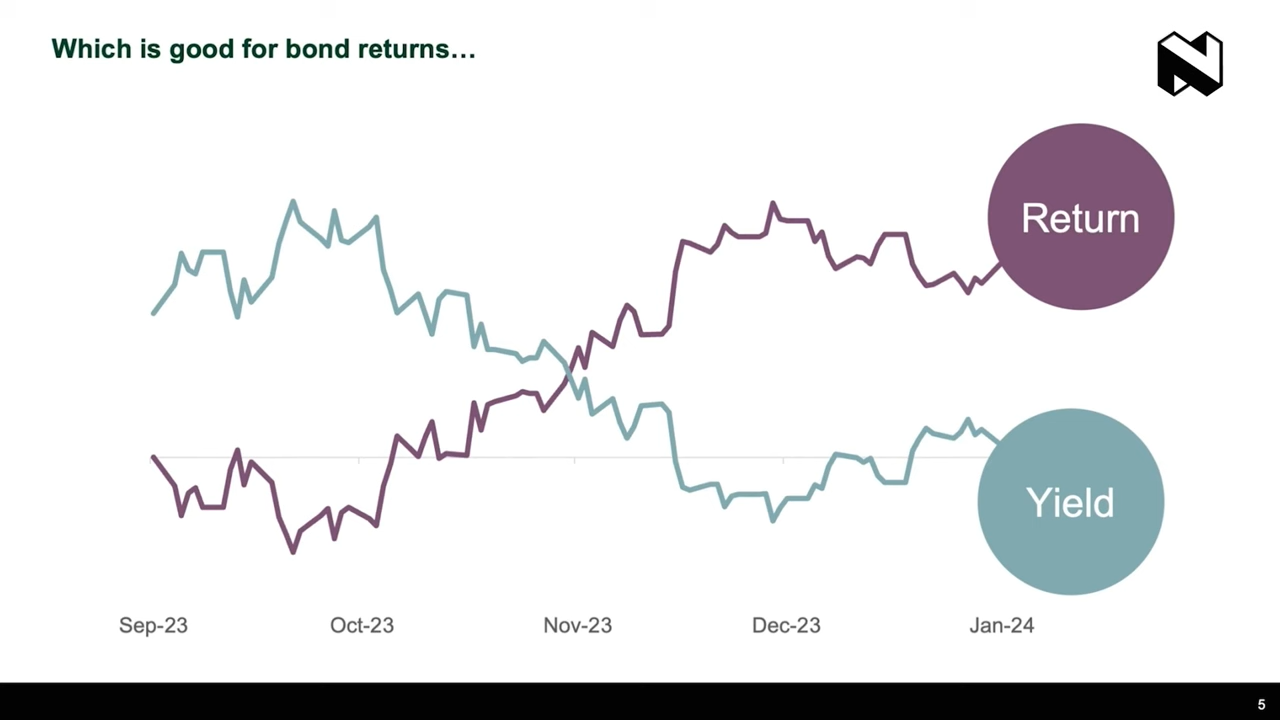 Which is good for bond returns…
Return
Yield
Sep-23
Oct-23
Nov-23
Dec-23
Jan-24
5